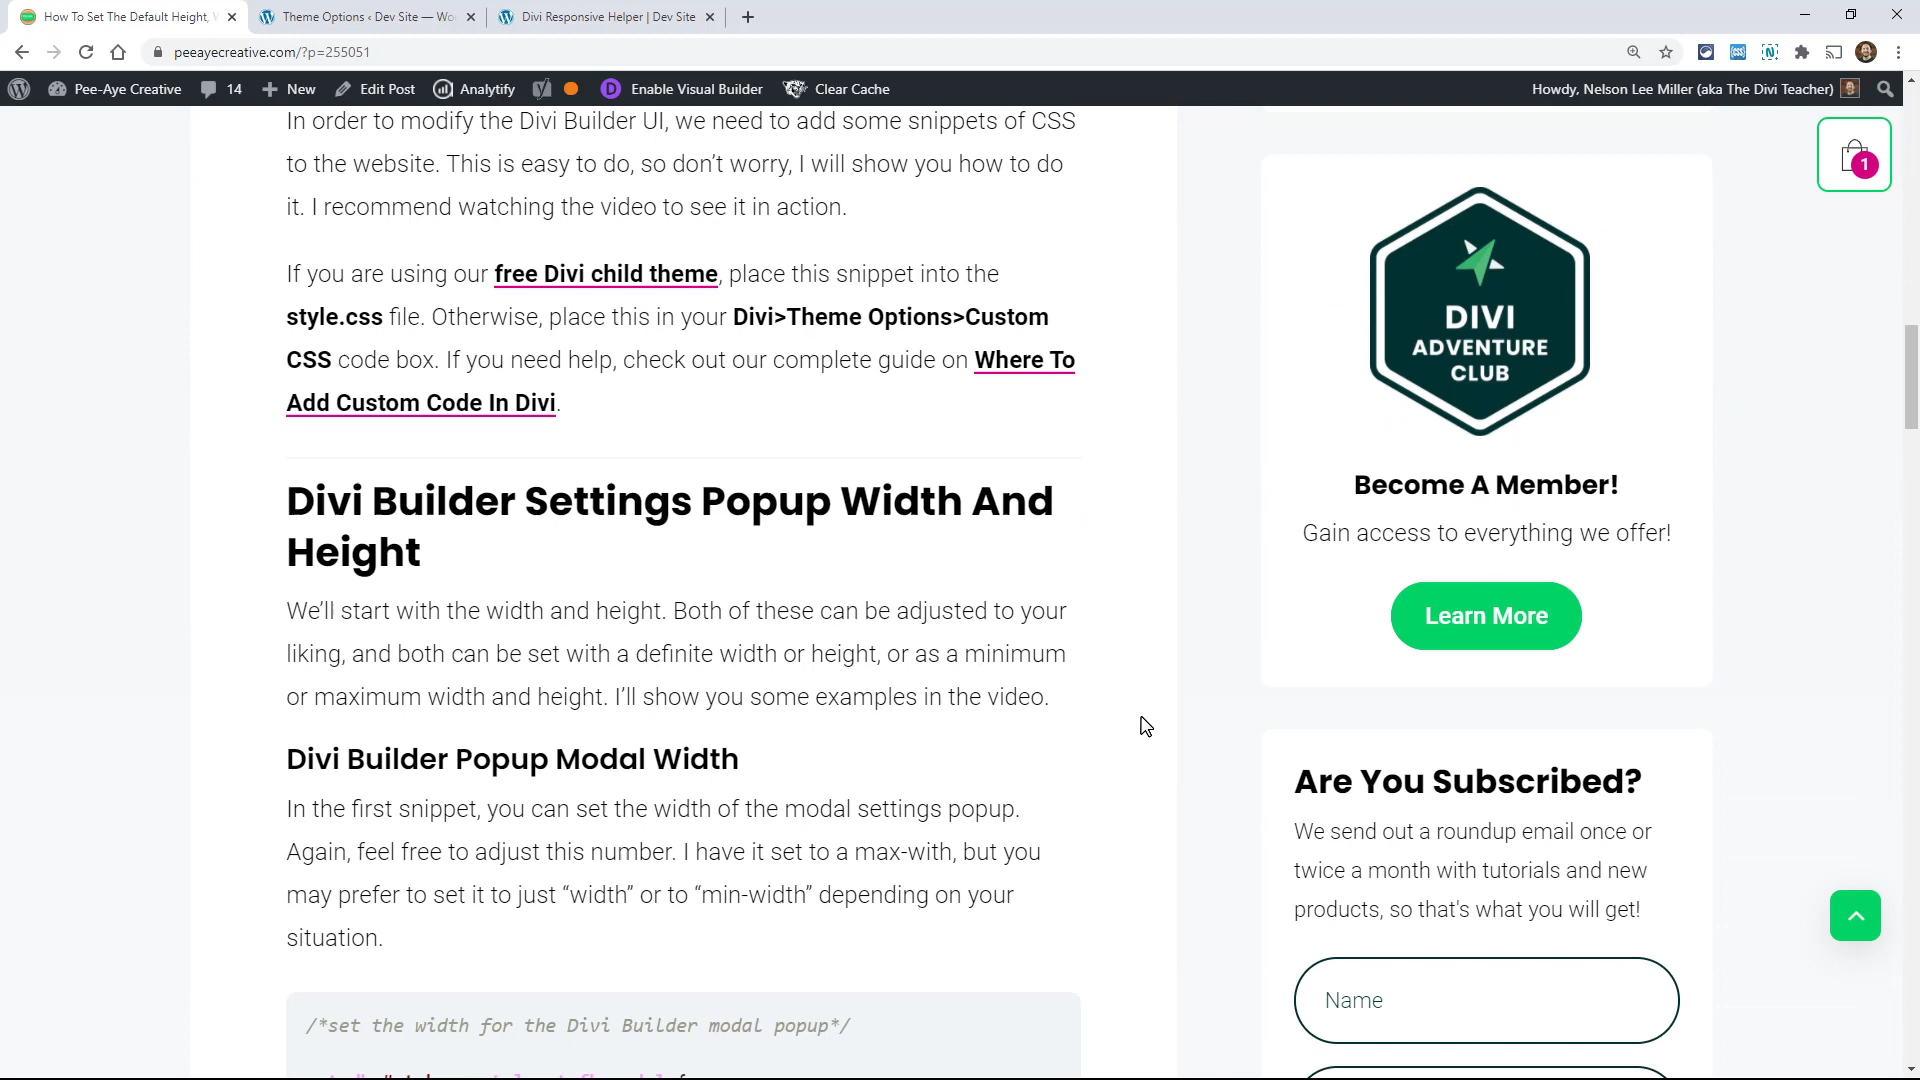 How To Set The Default Height,
Theme Options ‹ Dev Site — Wo
Divi Responsive Helper | Dev Site
peeayecreative.com/?p=255051
Pee-Aye Creative
14
New
Edit Post
Analytify
D
Enable Visual Builder
Clear Cache
Howdy, Nelson Lee Miller (aka The Divi Teacher)
1
In order to modify the Divi Builder UI, we need to add some snippets of CSS
to the website. This is easy to do, so don’t worry, I will show you how to do
it. I recommend watching the video to see it in action.
If you are using our free Divi child theme, place this snippet into the
style.css file. Otherwise, place this in your Divi>Theme Options>Custom
CSS code box. If you need help, check out our complete guide on Where To
Add Custom Code In Divi.
Divi Builder Settings Popup Width And
Height
We’ll start with the width and height. Both of these can be adjusted to your
liking, and both can be set with a definite width or height, or as a minimum
or maximum width and height. I’ll show you some examples in the video.
Divi Builder Popup Modal Width
In the first snippet, you can set the width of the modal settings popup.
Again, feel free to adjust this number. I have it set to a max-with, but you
may prefer to set it to just “width” or to “min-width” depending on your
situation.
/*set the width for the Divi Builder modal popup*/
DIVI
ADVENTURE
CLUB
Become A Member!
Gain access to everything we offer!
Learn More
Are You Subscribed?
We send out a roundup email once or
twice a month with tutorials and new
products, so that's what you will get!
Name